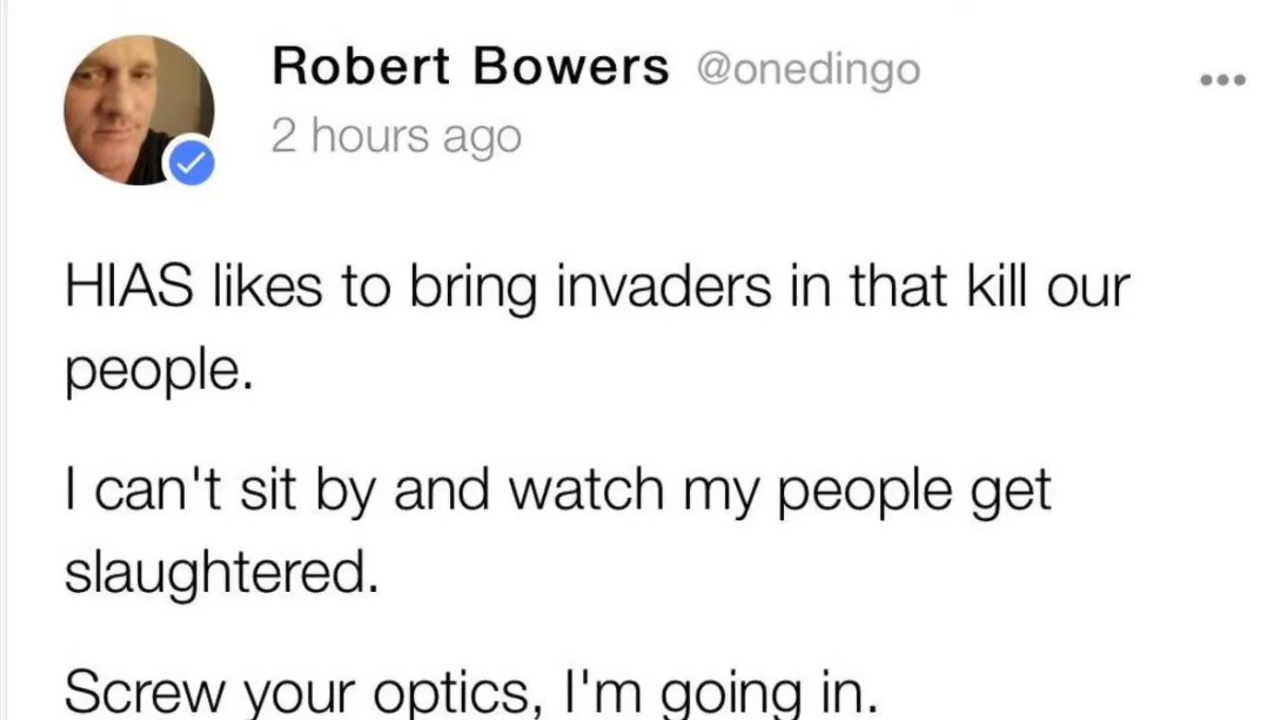 Robert Bowers @onedingo
2 hours ago
HIAS likes to bring invaders in that kill our
people.
I can't sit by and watch my people get
slaughtered.
Screw your optics, I'm going in.